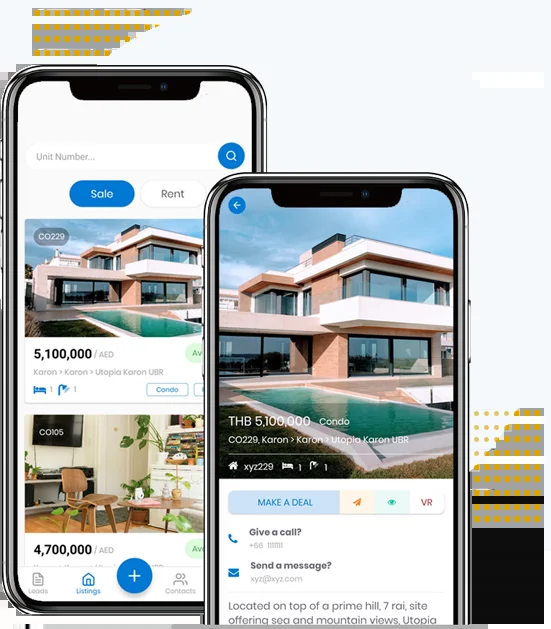 Unit Number...
Sale
Rent
CO229
5,100,000 / AED
Karon > Karon > Utopia Karon UBR
1 1 Condo
CO105
4,700,000 / AED
Leads
Listings
+
Contacts
THB 5,100,000 Condo
CO229, Karon > Karon > Utopia Karon UBR
xyz229 1 1
MAKE A DEAL
VR
Give a call?
+66 1111111
Send a message?
xyz@xyz.com
Located on top of a prime hill, 7 rai, site
offering sea and mountain views, Utopia